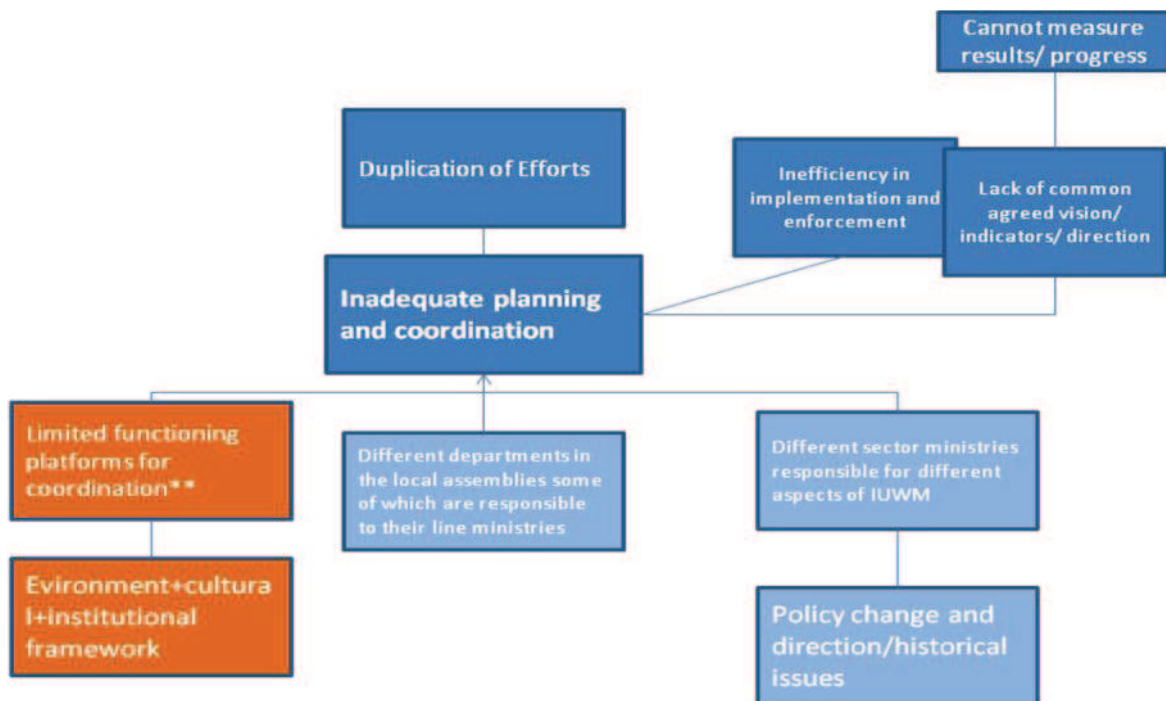 Cannot measure
results/ progress
Duplication of Efforts
Inefficiency in
implementation and
enforcement
Lack of common
agreed vision/
indicators/ direction
Inadequate planning
and coordination
Limited functioning
platforms for
coordination**
Different departments in
the local assemblies some
of which are responsible
to their line ministries
Different sector ministries
responsible for different
aspects of IUWM
Evironment+cultura
l+institutional
framework
Policy change and
direction/historical
issues